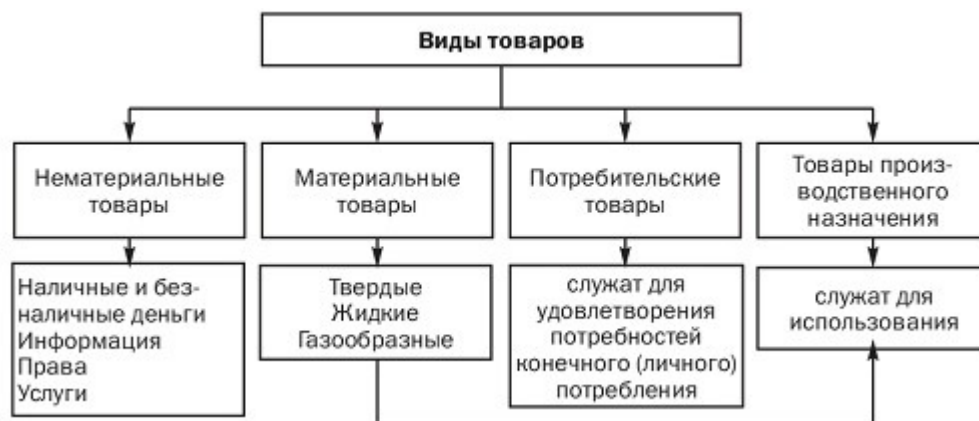 Виды товаров
Нематериальные
товары
Материальные
товары
Потребительские
товары
Товары произ-
водственного
назначения
Наличные и без-
наличные деньги
Информация
Права
Услуги
Твердые
Жидкие
Газообразные
служат для
удовлетворения
потребностей
конечного (личного)
потребления
служат для
использования